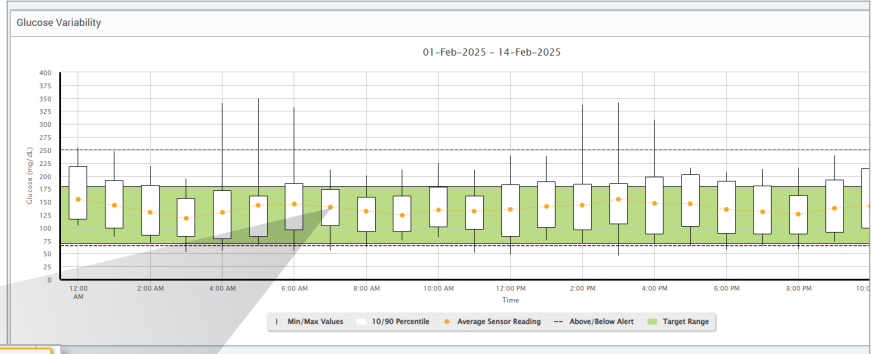 Glucose Variability
01-Feb-2025 - 14-Feb-2025
Glucose (mg/dL)
400
375
350
325
300
275
250
225
200
175
150
125
100
75
50
25
0
12:00 AM 2:00 AM 4:00 AM 6:00 AM 8:00 AM 10:00 AM 12:00 PM 2:00 PM 4:00 PM 6:00 PM 8:00 PM 10:0
Time
Min/Max Values 10/90 Percentile Average Sensor Reading Above/Below Alert Target Range